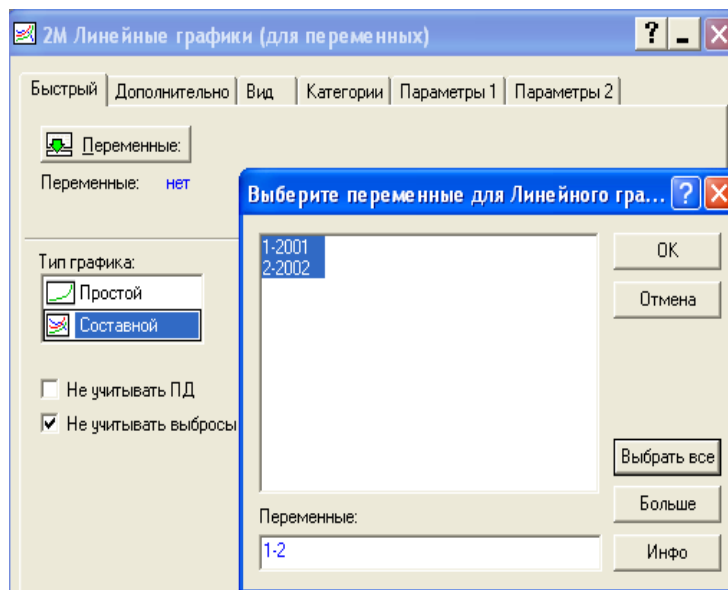 2М Линейные графики (для переменных)
Быстрый Дополнительно Вид Категории Параметры 1 Параметры 2
Переменные:
Переменные: нет
Тип графика:
Простой
Составной
Не учитывать ПД
Не учитывать выбросы
Выберите переменные для Линейного гра...
1-2001
2-2002
OK
Отмена
Выбрать все
Больше
Инфо
Переменные:
1-2